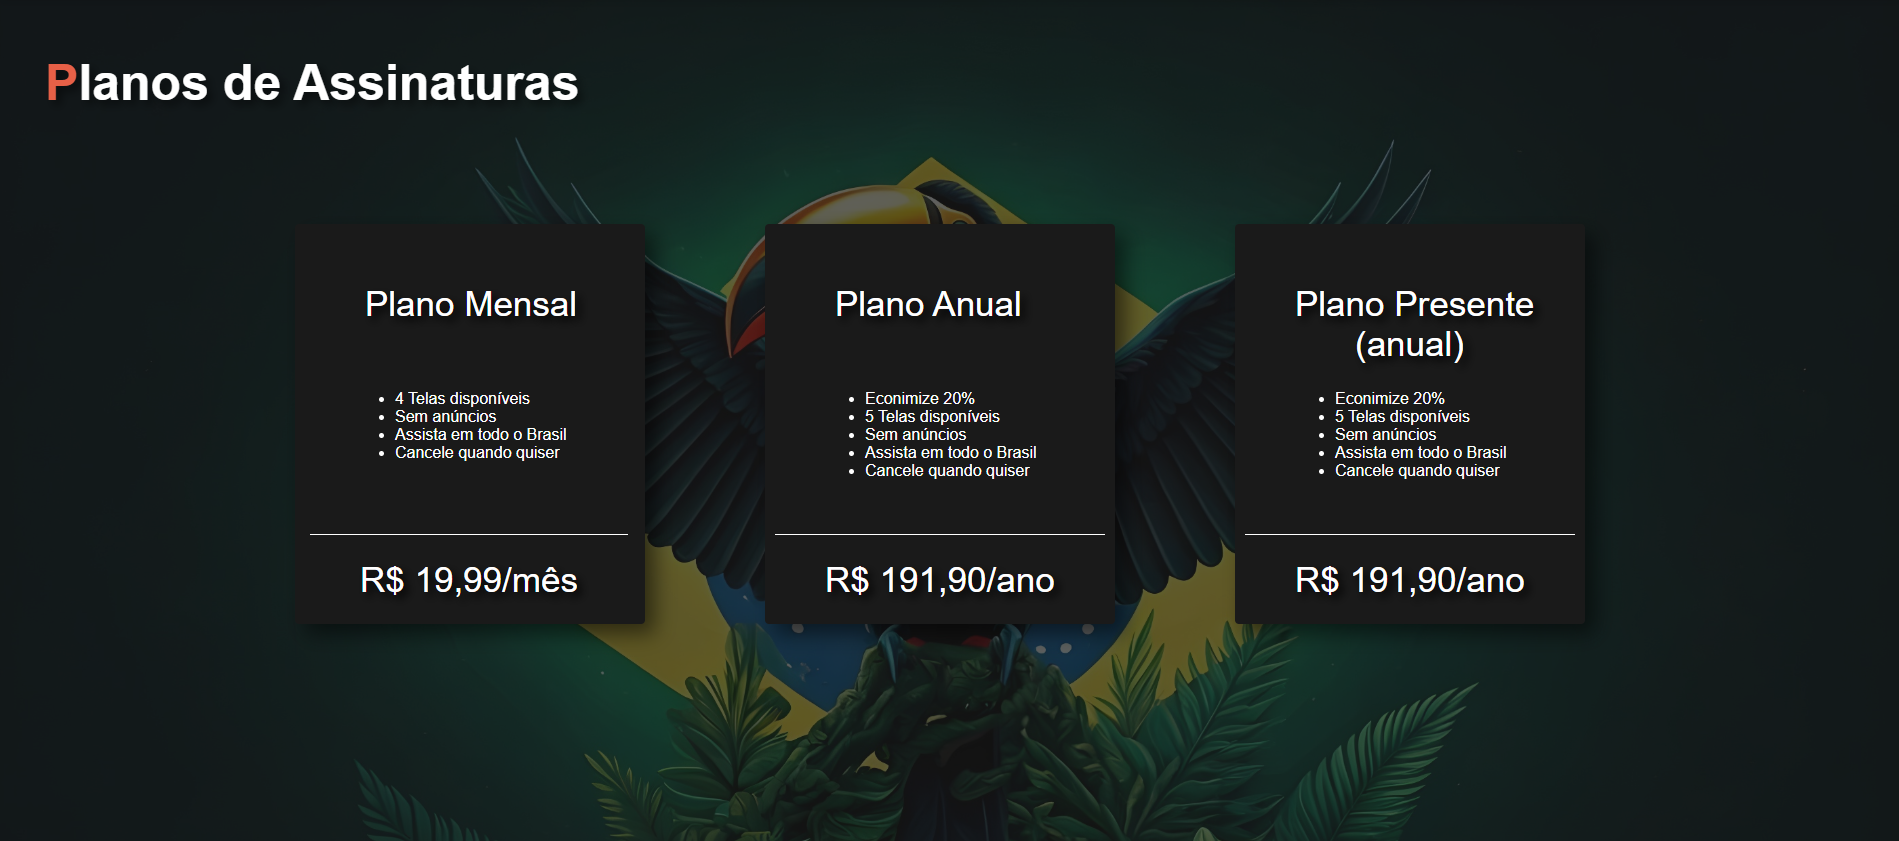 Planos de Assinaturas
Plano Mensal
4 Telas disponíveis
Sem anúncios
Assista em todo o Brasil
Cancele quando quiser
R$ 19,99/mês
Plano Anual
Econimize 20%
5 Telas disponíveis
Sem anúncios
Assista em todo o Brasil
Cancele quando quiser
R$ 191,90/ano
Plano Presente
(anual)
Econimize 20%
5 Telas disponíveis
Sem anúncios
Assista em todo o Brasil
Cancele quando quiser
R$ 191,90/ano